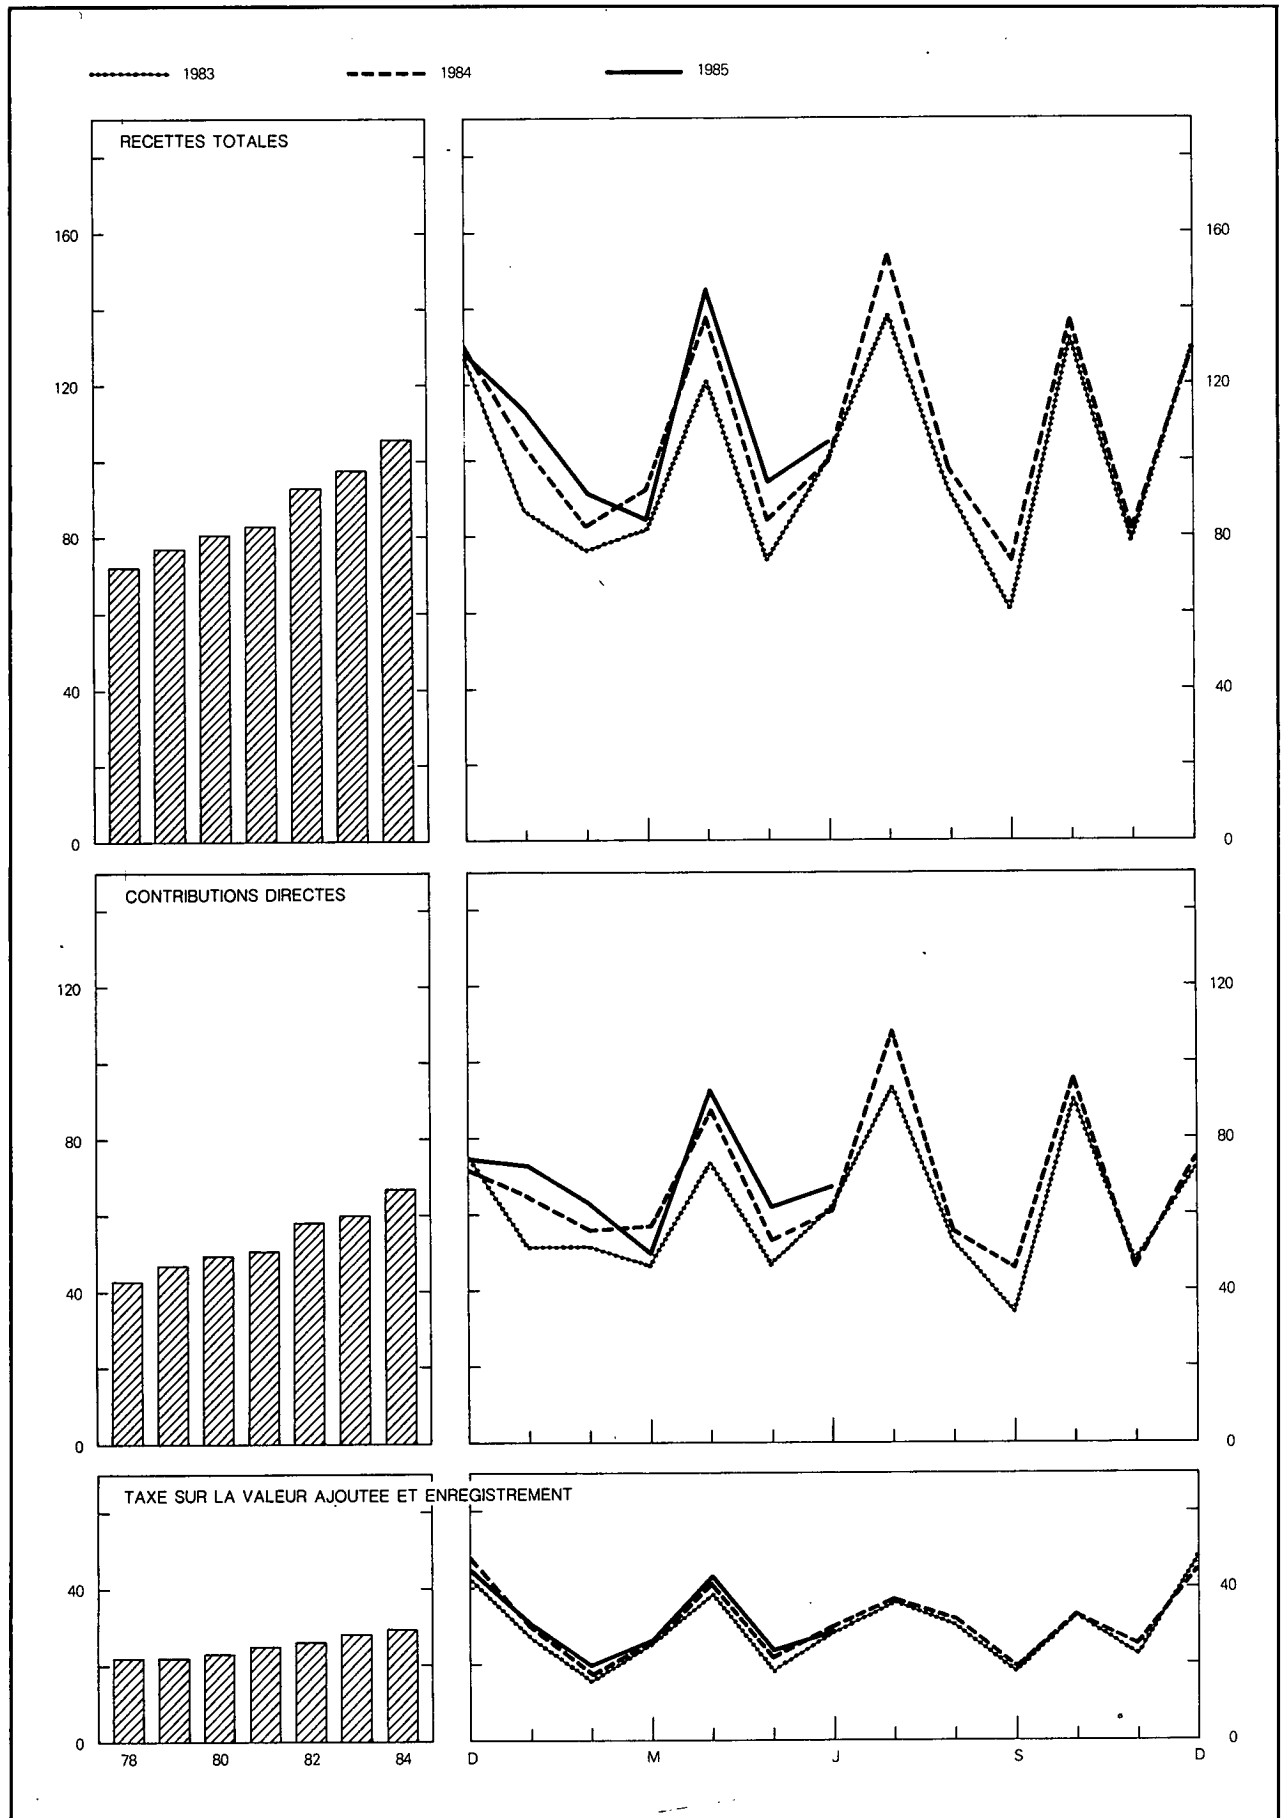 1983 1984 1985
RECETTES TOTALES
160 160
120 120
80 80
40 40
0 0
CONTRIBUTIONS DIRECTES
120 120
80 80
40 40
0 0
TAXE SUR LA VALEUR AJOUTEE ET ENREGISTREMENT
40 40
0 0
78 80 82 84 D M J S D